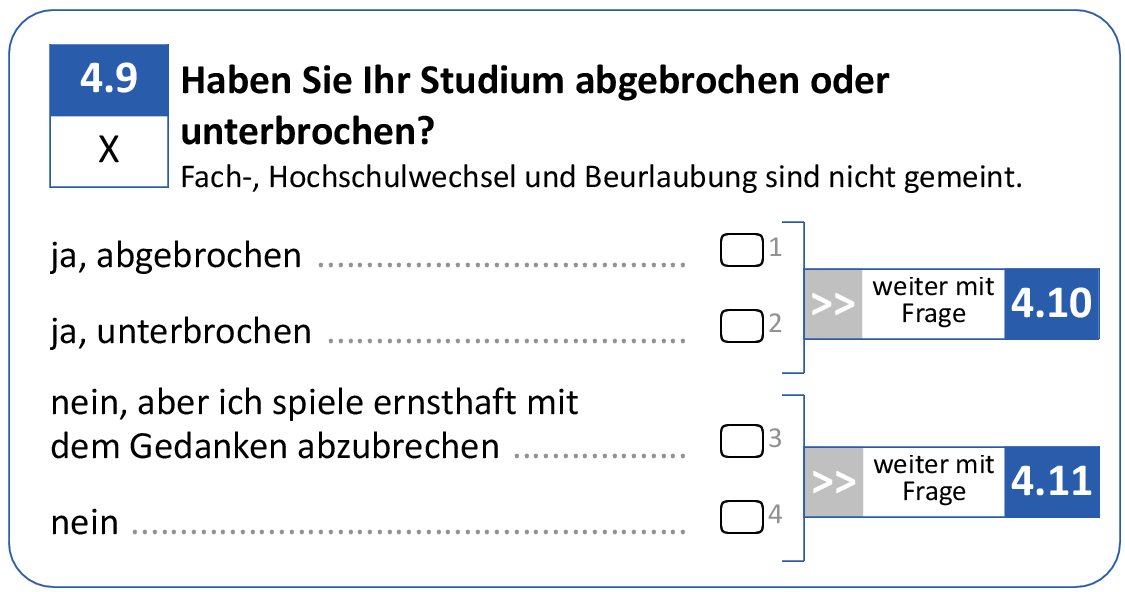 4.9
X
Haben Sie Ihr Studium abgebrochen oder
unterbrochen?
Fach-, Hochschulwechsel und Beurlaubung sind nicht gemeint.
ja, abgebrochen ...................................... 1
ja, unterbrochen ..................................... 2
>> weiter mit
Frage
4.10
nein, aber ich spiele ernsthaft mit
dem Gedanken abzubrechen .................. 3
nein ......................................................... 4
>> weiter mit
Frage
4.11